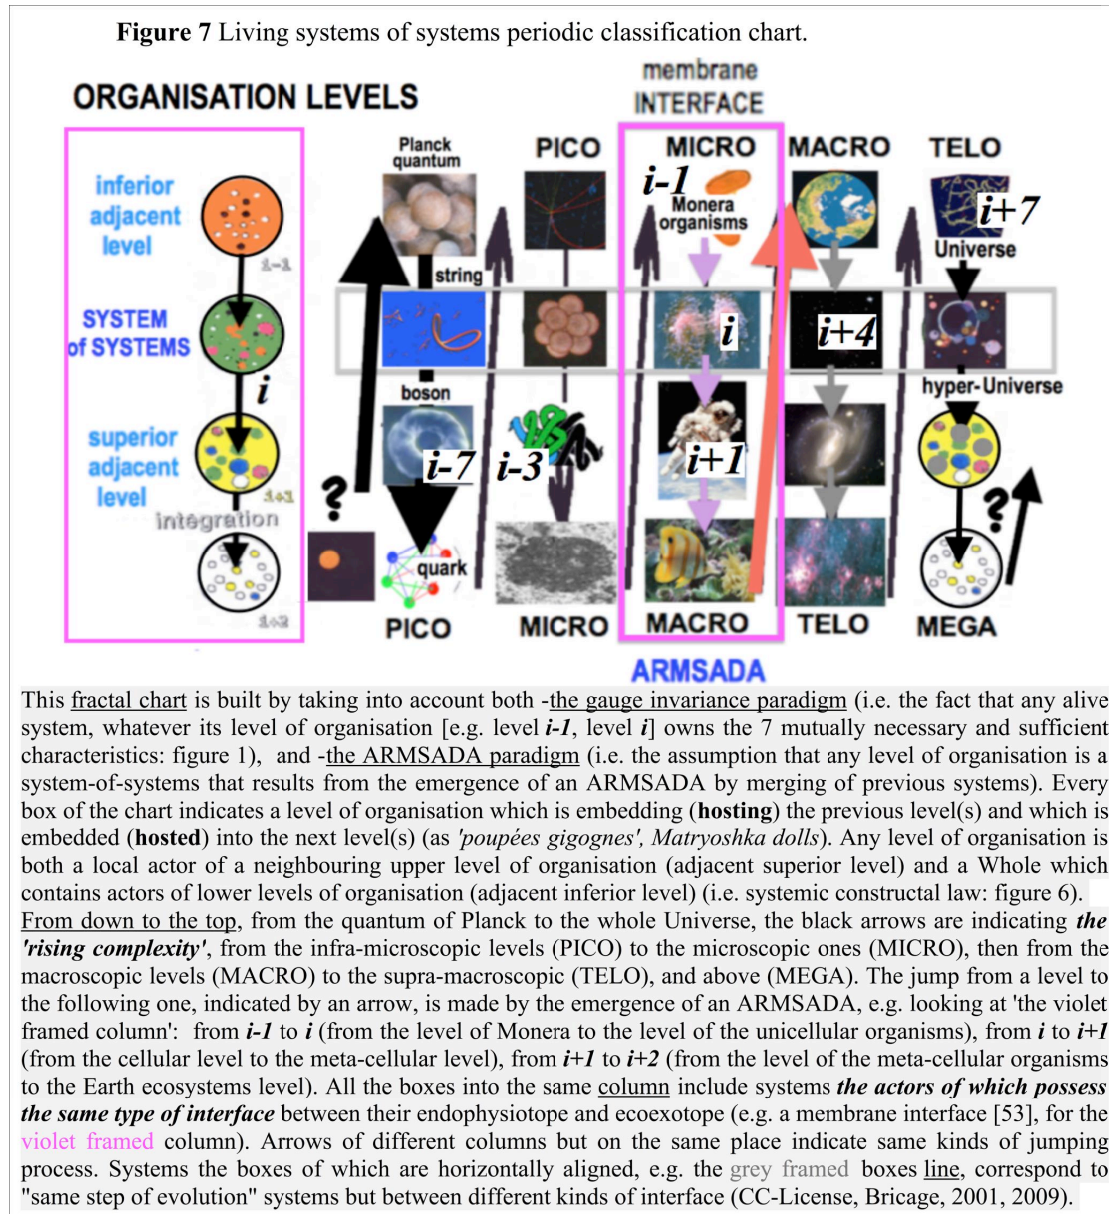 Figure 7 Living systems of systems periodic classification chart.
membrane
INTERFACE
ORGANISATION LEVELS
Planck
quantum
PICO
MICRO
MACRO
TELO
inferior
adjacent
level
i-1
i-1
Monera
organisms
i+7
Universe
string
SYSTEM
of SYSTEMS
i
i
i+4
boson
hyper-Universe
superior
adjacent
level
i+1
i-7
i-3
i+1
integration
?
?
quark
i+2
PICO
MICRO
MACRO
TELO
MEGA
ARMSADA
This fractal chart is built by taking into account both -the gauge invariance paradigm (i.e. the fact that any alive
system, whatever its level of organisation [e.g. level i-1, level i] owns the 7 mutually necessary and sufficient
characteristics: figure 1), and -the ARMSADA paradigm (i.e. the assumption that any level of organisation is a
system-of-systems that results from the emergence of an ARMSADA by merging of previous systems). Every
box of the chart indicates a level of organisation which is embedding (hosting) the previous level(s) and which is
embedded (hosted) into the next level(s) (as 'poupées gigognes', Matryoshka dolls). Any level of organisation is
both a local actor of a neighbouring upper level of organisation (adjacent superior level) and a Whole which
contains actors of lower levels of organisation (adjacent inferior level) (i.e. systemic constructal law: figure 6).
From down to the top, from the quantum of Planck to the whole Universe, the black arrows are indicating the
'rising complexity', from the infra-microscopic levels (PICO) to the microscopic ones (MICRO), then from the
macroscopic levels (MACRO) to the supra-macroscopic (TELO), and above (MEGA). The jump from a level to
the following one, indicated by an arrow, is made by the emergence of an ARMSADA, e.g. looking at 'the violet
framed column': from i-1 to i (from the level of Monera to the level of the unicellular organisms), from i to i+1
(from the cellular level to the meta-cellular level), from i+1 to i+2 (from the level of the meta-cellular organisms
to the Earth ecosystems level). All the boxes into the same column include systems the actors of which possess
the same type of interface between their endophysiotope and ecoexotope (e.g. a membrane interface [53], for the
violet framed column). Arrows of different columns but on the same place indicate same kinds of jumping
process. Systems the boxes of which are horizontally aligned, e.g. the grey framed boxes line, correspond to
"same step of evolution" systems but between different kinds of interface (CC-License, Bricage, 2001, 2009).